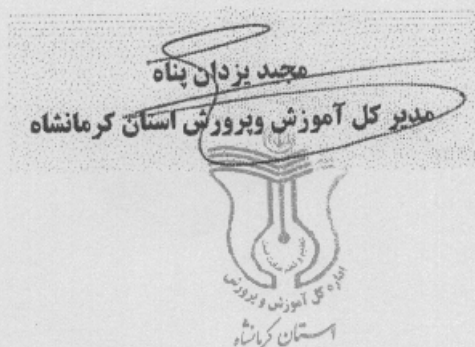 مجید یزدان پناه
مدیر کل آموزش وپرورش استان کرمانشاه
اداره کل آموزش و پرورش
استان کرمانشاه